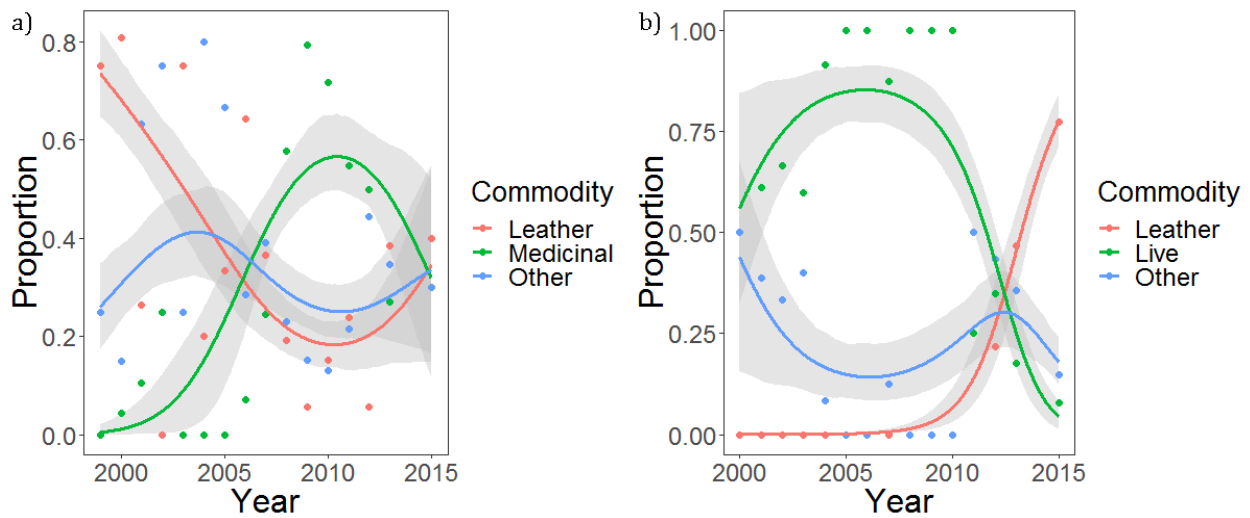 a)
Proportion
0.8
0.6
0.4
0.2
0.0
2000 2005 2010 2015
Year
Commodity
Leather
Medicinal
Other
b)
Proportion
1.00
0.75
0.50
0.25
0.00
2000 2005 2010 2015
Year
Commodity
Leather
Live
Other